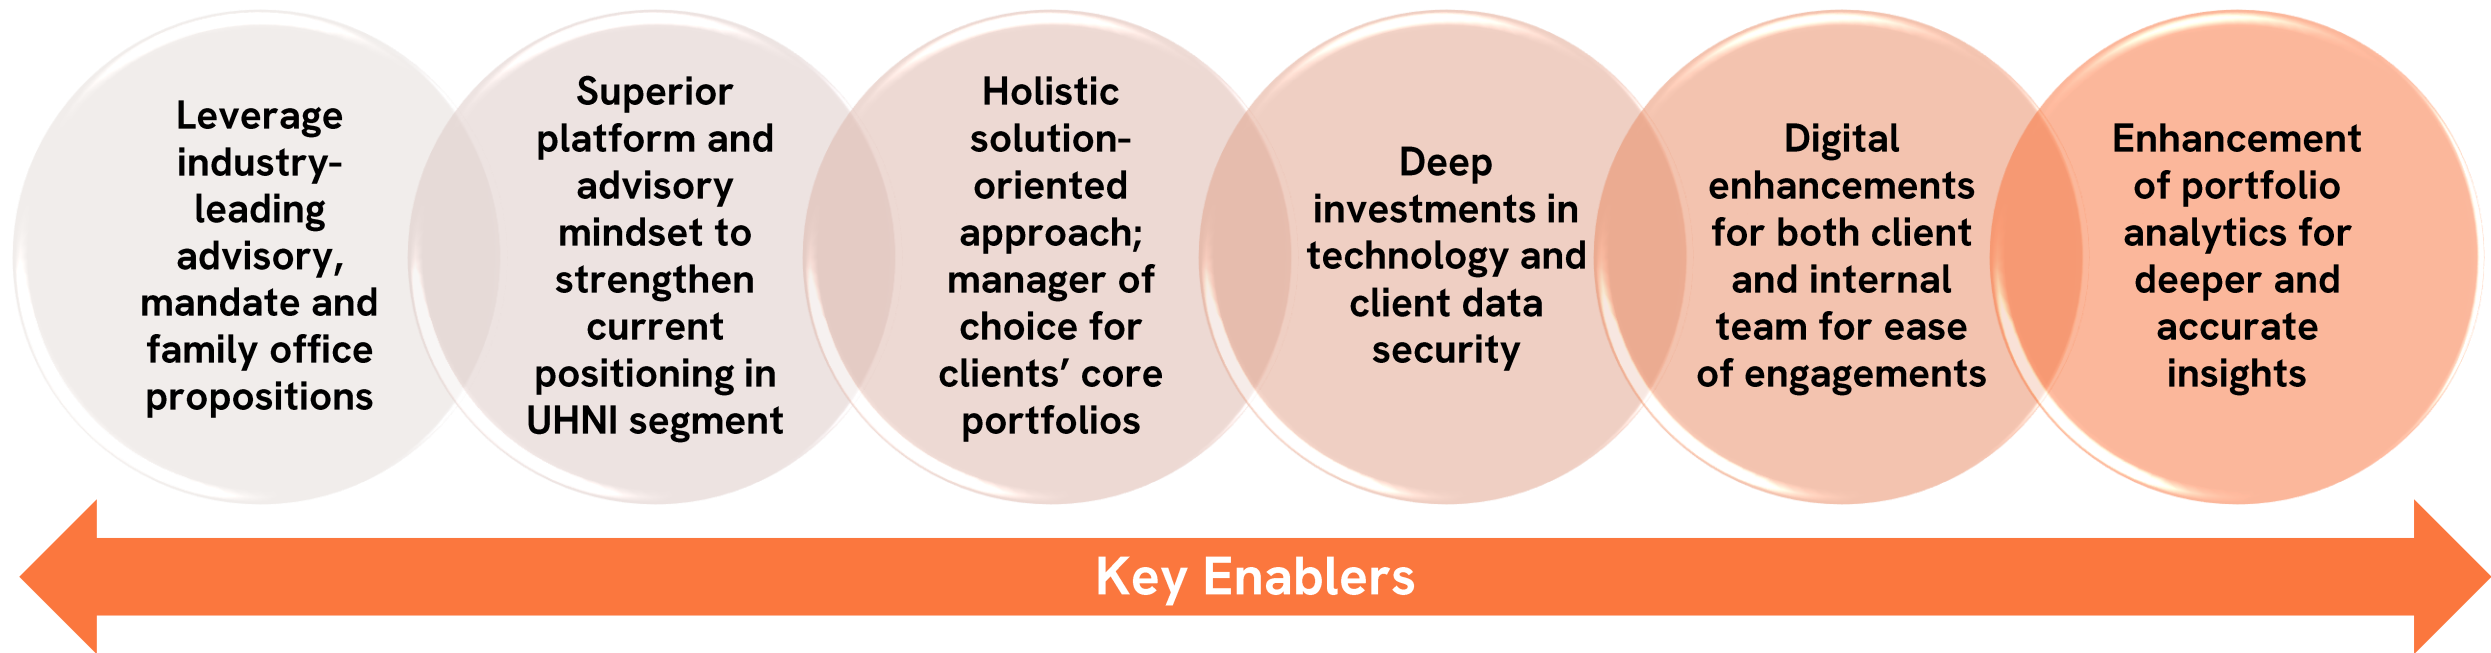 Leverage
industry-
leading
advisory,
mandate and
family office
propositions
Superior
platform and
advisory
mindset to
strengthen
current
positioning in
UHNI segment
Holistic
solution-
oriented
approach;
manager of
choice for
clients’ core
portfolios
Deep
investments in
technology and
client data
security
Digital
enhancements
for both client
and internal
team for ease
of engagements
Enhancement
of portfolio
analytics for
deeper and
accurate
insights
Key Enablers